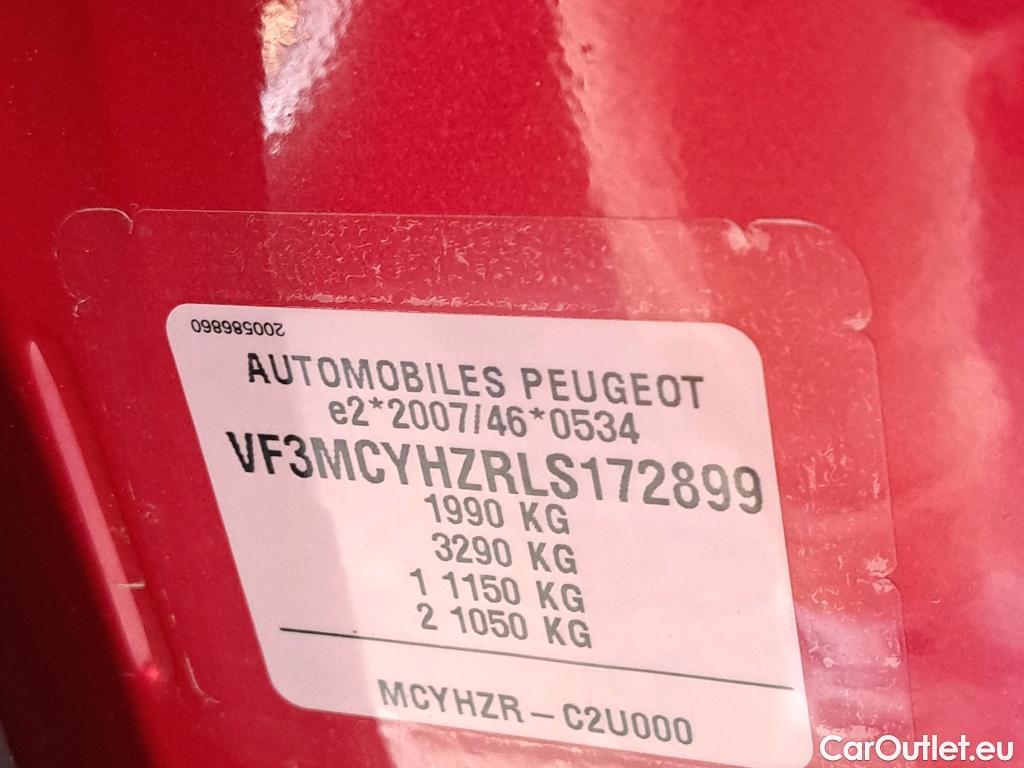 200586860
AUTOMOBILES PEUGEOT
e2*2007/46*0534
VF3MCYHZRLS172899
1990 KG
3290 KG
1 1150 KG
2 1050 KG
MCYHZR - C2U000
CarOutlet.eu